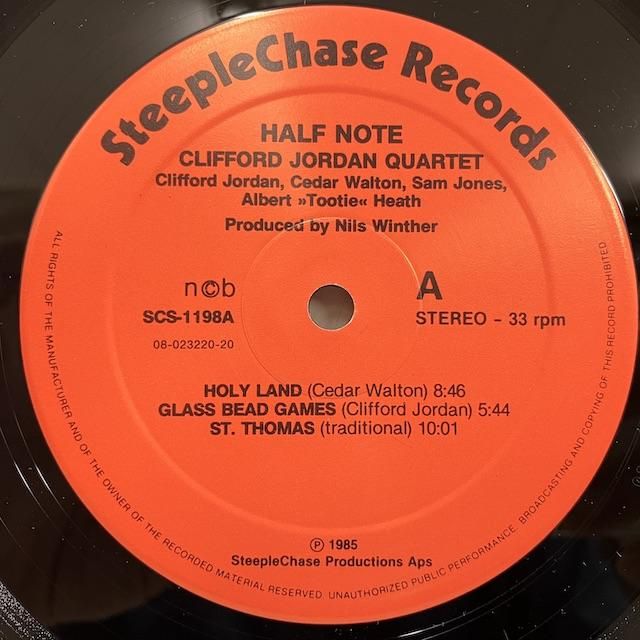 SteepleChase Records
HALF NOTE
CLIFFORD JORDAN QUARTET
Clifford Jordan, Cedar Walton, Sam Jones,
Albert »Tootie« Heath
Produced by Nils Winther
n©b
A
SCS-1198A
STEREO - 33 rpm
08-023220-20
HOLY LAND (Cedar Walton) 8:46
GLASS BEAD GAMES (Clifford Jordan) 5:44
ST. THOMAS (traditional) 10:01
℗ 1985
SteepleChase Productions Aps
ALL RIGHTS OF THE MANUFACTURER AND OF THE OWNER OF THE RECORDED MATERIAL RESERVED. UNAUTHORIZED PUBLIC PERFORMANCE, BROADCASTING AND COPYING OF THIS RECORD PROHIBITED.